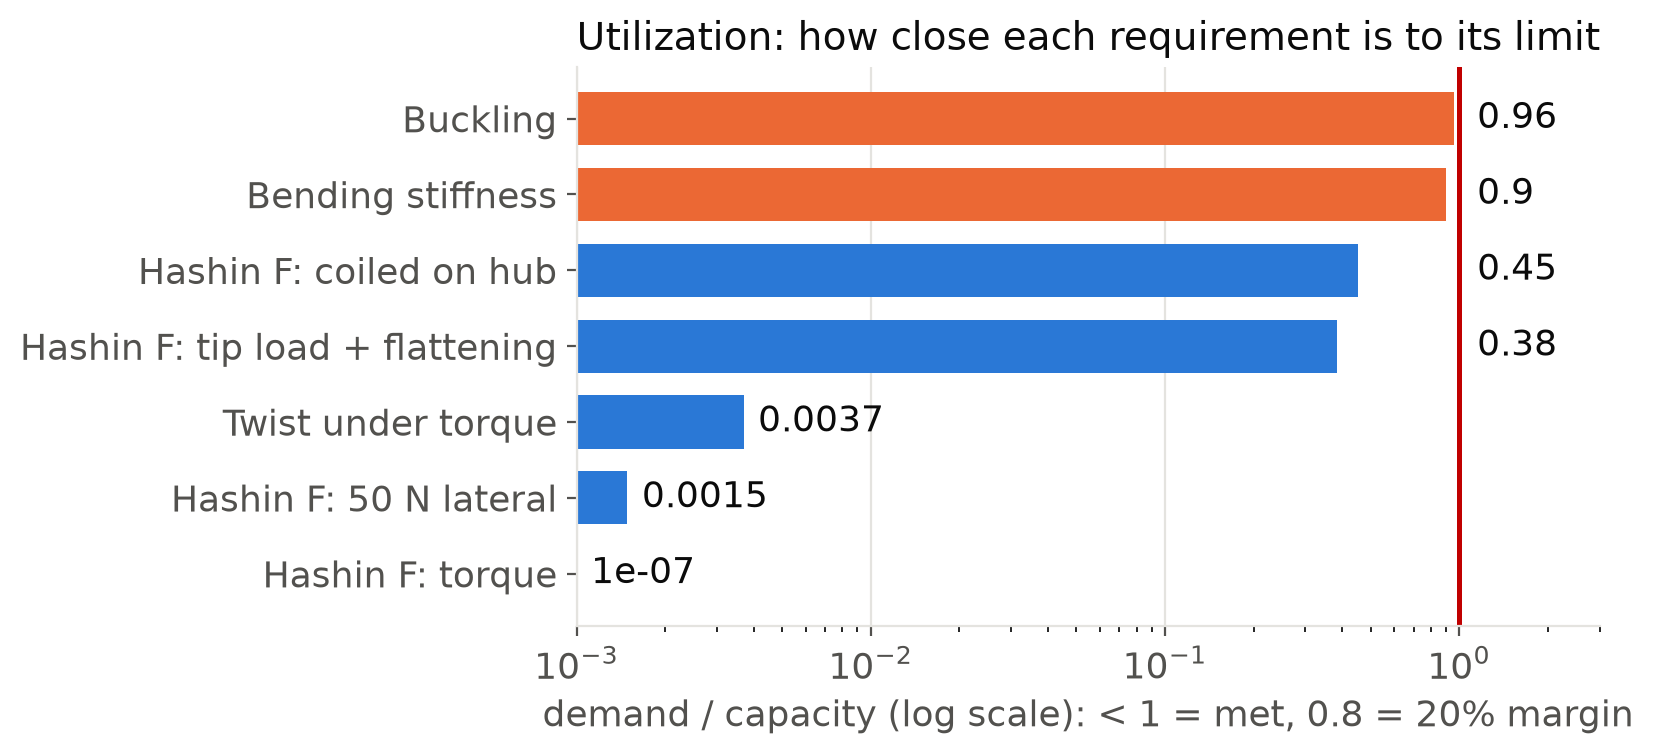 Utilization: how close each requirement is to its limit
Buckling 0.96
Bending stiffness 0.9
Hashin F: coiled on hub 0.45
Hashin F: tip load + flattening 0.38
Twist under torque 0.0037
Hashin F: 50 N lateral 0.0015
Hashin F: torque 1e-07
10⁻³ 10⁻² 10⁻¹ 10⁰
demand / capacity (log scale): < 1 = met, 0.8 = 20% margin